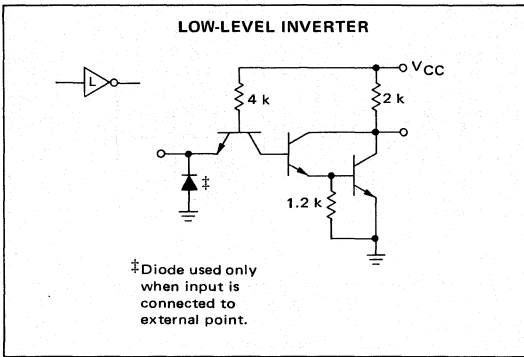 LOW-LEVEL INVERTER
L
VCC
4 k
2 k
‡
1.2 k
‡Diode used only
when input is
connected to
external point.